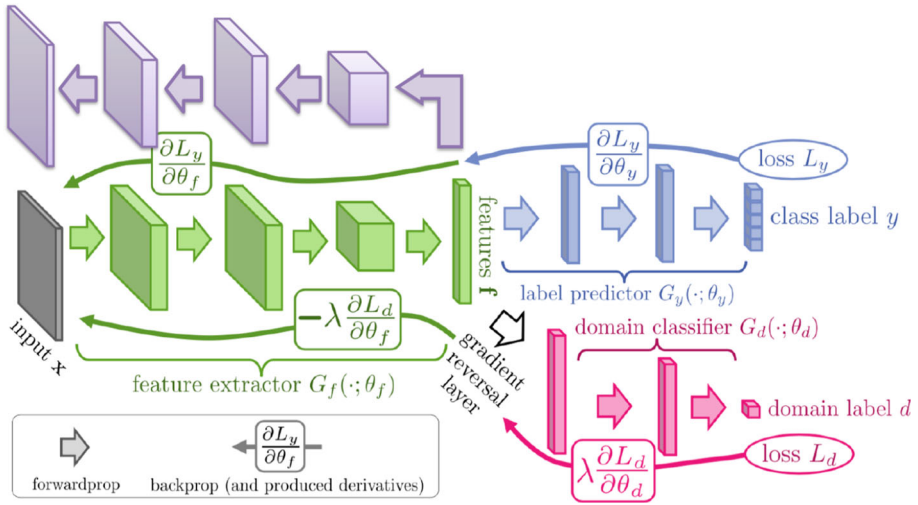 ∂L_y/∂θ_f
∂L_y/∂θ_y
loss L_y
features f
class label y
label predictor G_y(·; θ_y)
−λ ∂L_d/∂θ_f
input x
feature extractor G_f(·; θ_f)
gradient
reversal
layer
domain classifier G_d(·; θ_d)
domain label d
λ ∂L_d/∂θ_d
loss L_d
∂L_y/∂θ_f
forwardprop
backprop (and produced derivatives)